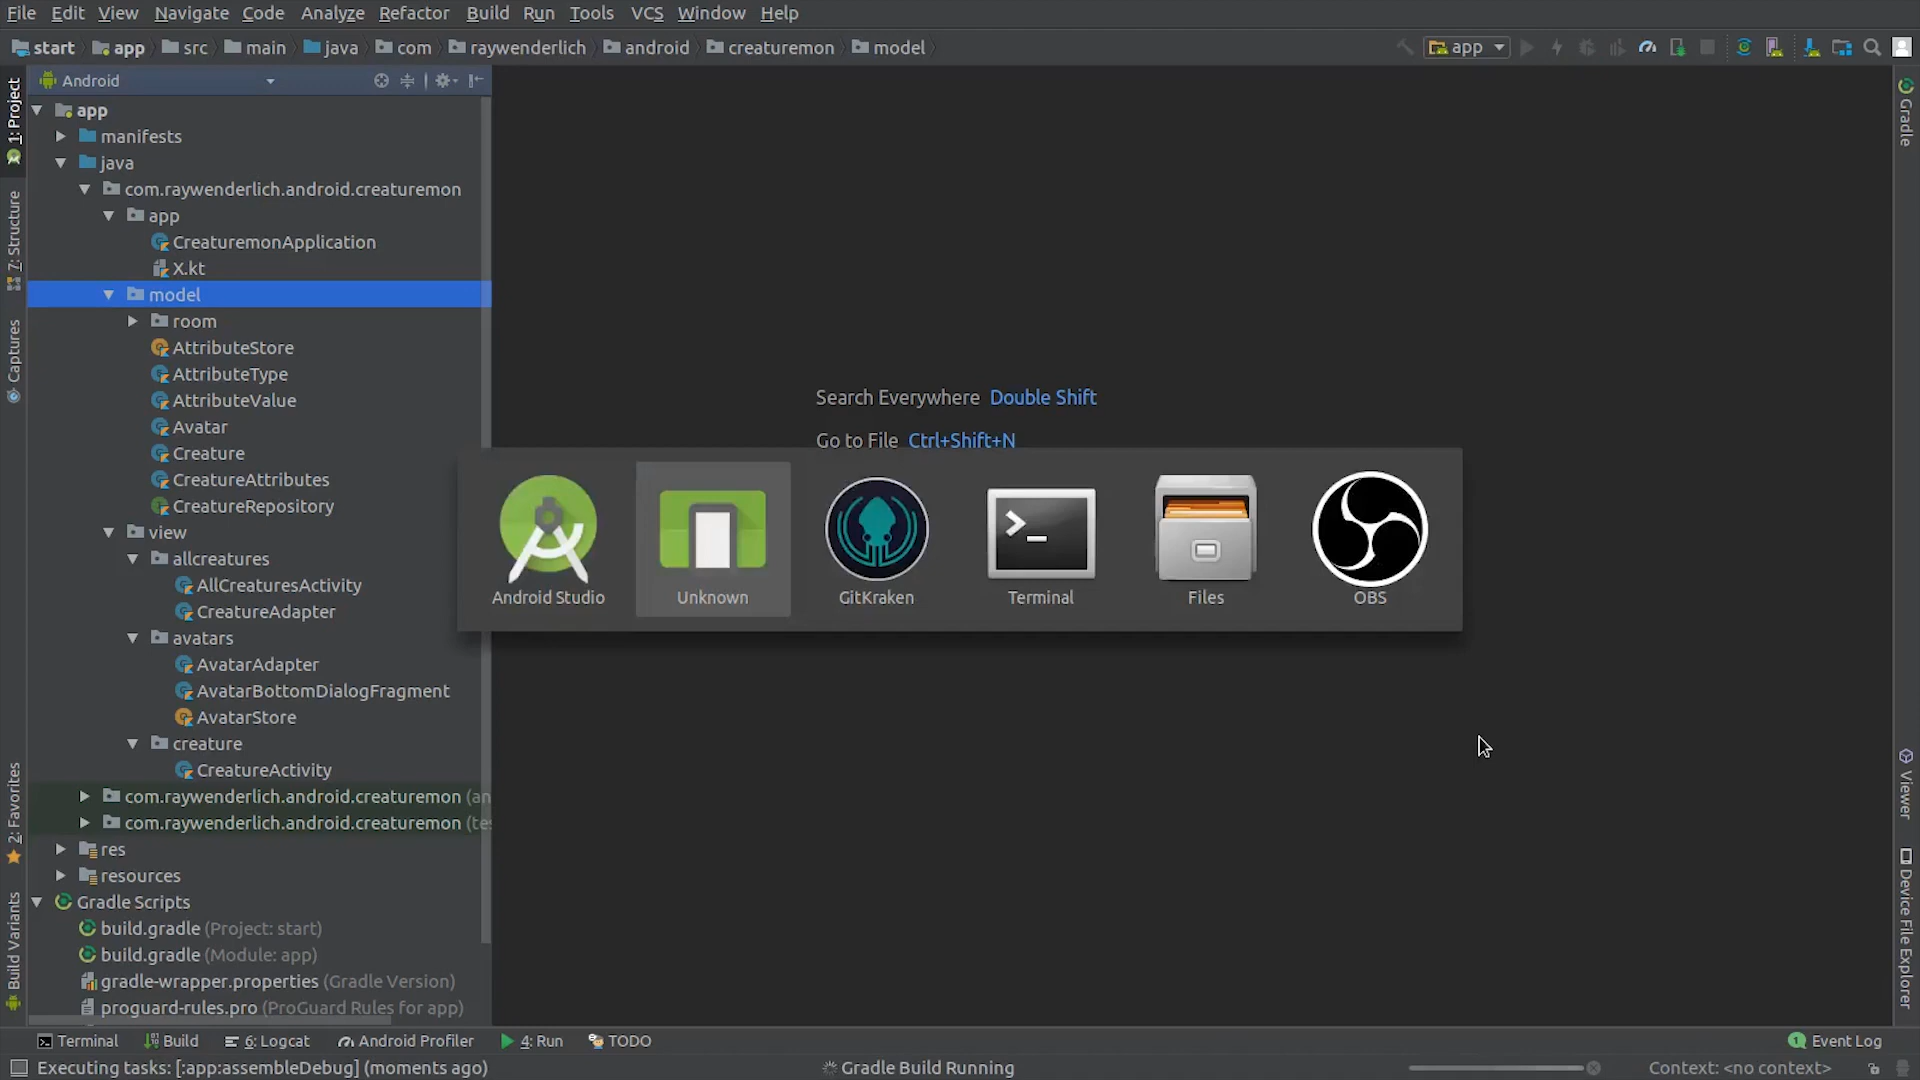 File Edit View Navigate Code Analyze Refactor Build Run Tools VCS Window Help
start app src main java com raywenderlich android creaturemon model app
Android
1: Project
7: Structure
Captures
2: Favorites
Build Variants
app
manifests
java
com.raywenderlich.android.creaturemon
app
CreaturemonApplication
X.kt
model
room
AttributeStore
AttributeType
AttributeValue
Avatar
Creature
CreatureAttributes
CreatureRepository
view
allcreatures
AllCreaturesActivity
CreatureAdapter
avatars
AvatarAdapter
AvatarBottomDialogFragment
AvatarStore
creature
CreatureActivity
com.raywenderlich.android.creaturemon (an
com.raywenderlich.android.creaturemon (tes
res
resources
Gradle Scripts
build.gradle (Project: start)
build.gradle (Module: app)
gradle-wrapper.properties (Gradle Version)
proguard-rules.pro (ProGuard Rules for app)
Search Everywhere Double Shift
Go to File Ctrl+Shift+N
Android Studio Unknown GitKraken Terminal Files OBS
Gradle
Viewer
Device File Explorer
Terminal Build 6: Logcat Android Profiler 4: Run TODO 1 Event Log
Executing tasks: [:app:assembleDebug] (moments ago) Gradle Build Running Context: <no context>